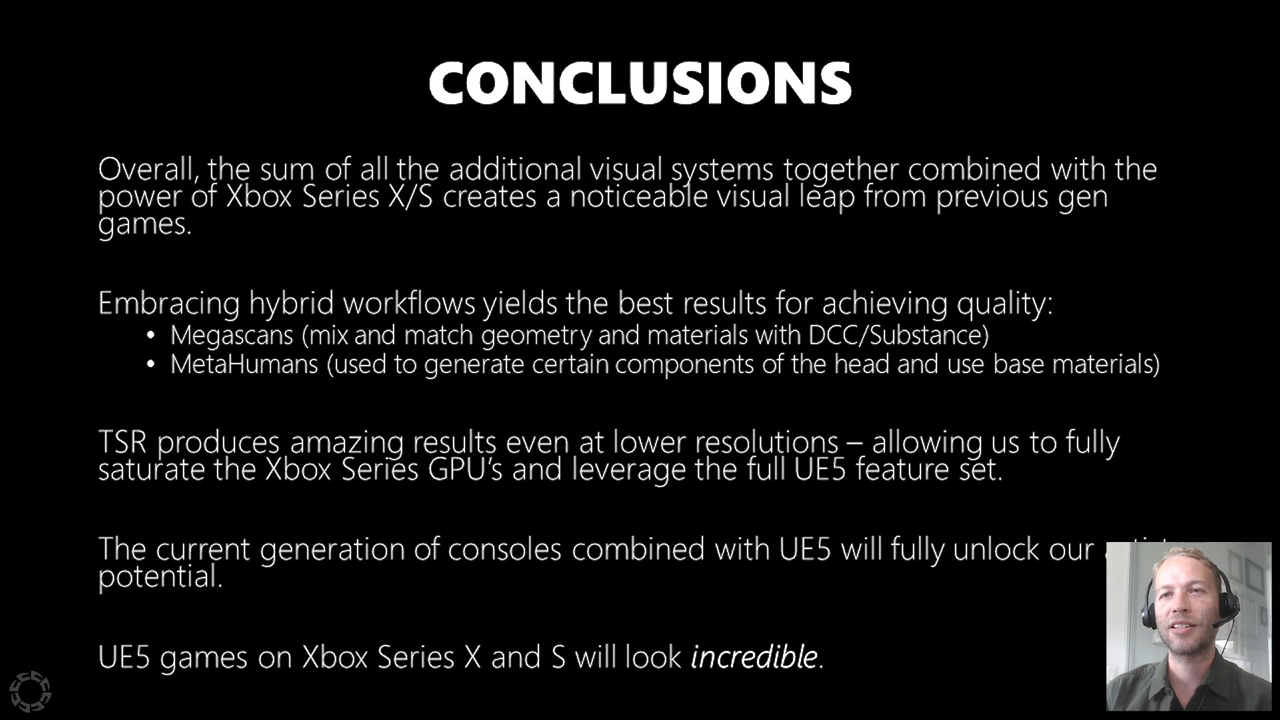 CONCLUSIONS
Overall, the sum of all the additional visual systems together combined with the
power of Xbox Series X/S creates a noticeable visual leap from previous gen
games.
Embracing hybrid workflows yields the best results for achieving quality:
• Megascans (mix and match geometry and materials with DCC/Substance)
• MetaHumans (used to generate certain components of the head and use base materials)
TSR produces amazing results even at lower resolutions – allowing us to fully
saturate the Xbox Series GPU's and leverage the full UE5 feature set.
The current generation of consoles combined with UE5 will fully unlock our
potential.
UE5 games on Xbox Series X and S will look incredible.